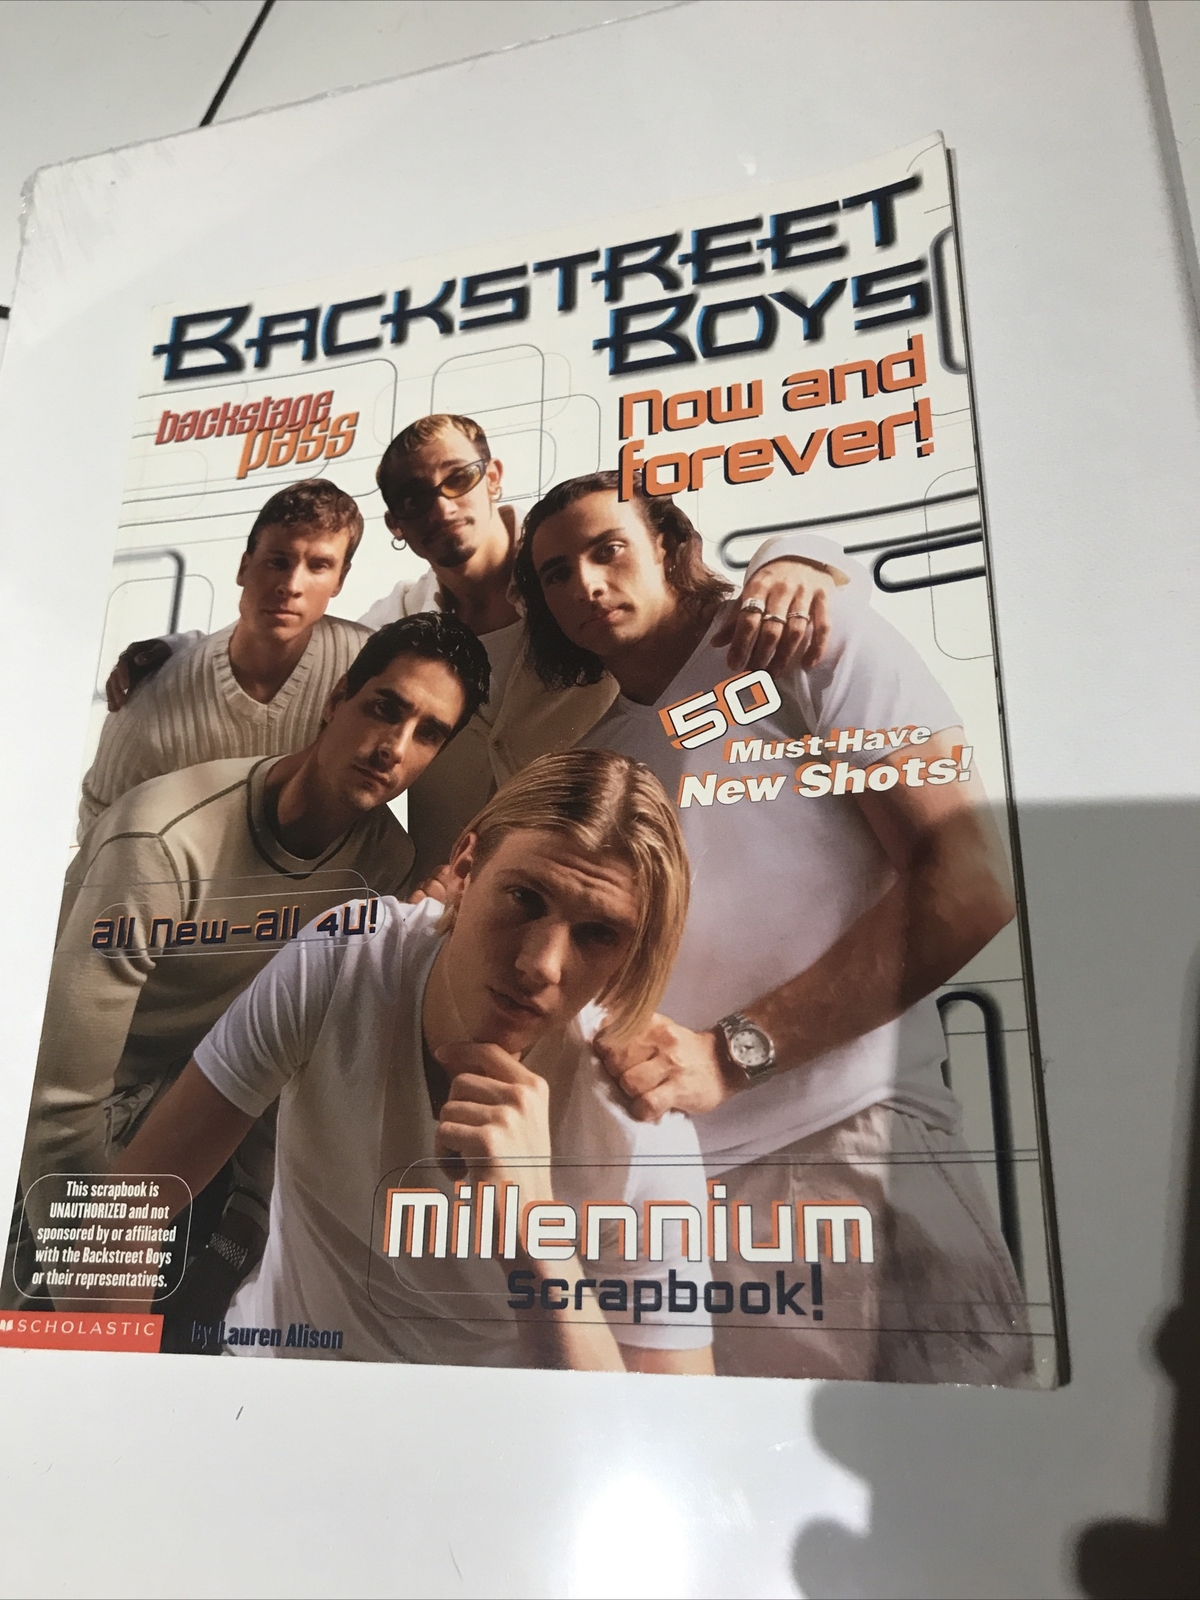 BACKSTREET
BOYS
backstage
pass
Now and
forever!
50
Must-Have
New Shots!
all New-all 4U!
This scrapbook is
UNAUTHORIZED and not
sponsored by or affiliated
with the Backstreet Boys
or their representatives.
millennium
Scrapbook!
SCHOLASTIC
By Lauren Alison